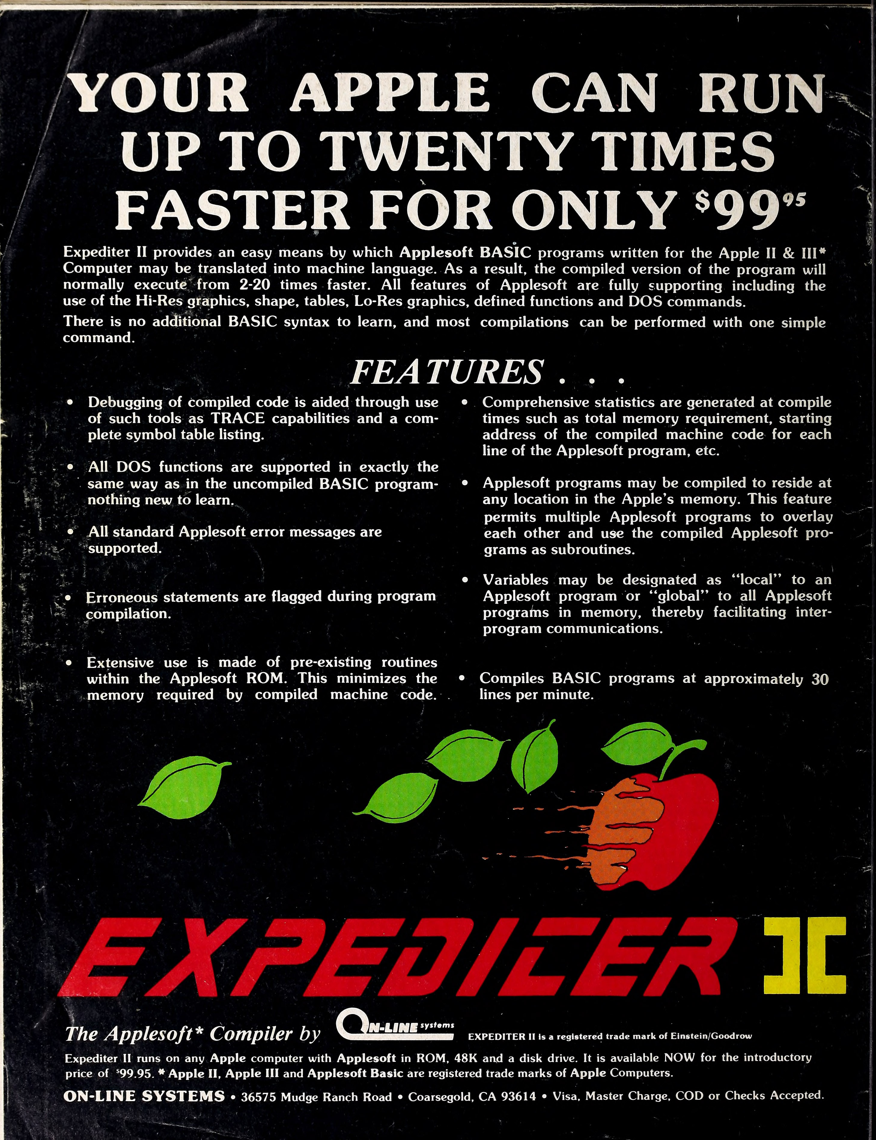 YOUR APPLE CAN RUN
UP TO TWENTY TIMES
FASTER FOR ONLY $9995
Expediter II provides an easy means by which Applesoft BASIC programs written for the Apple II & III*
Computer may be translated into machine language. As a result, the compiled version of the program will
normally execute from 2-20 times faster. All features of Applesoft are fully supporting including the
use of the Hi-Res graphics, shape, tables, Lo-Res graphics, defined functions and DOS commands.
There is no additional BASIC syntax to learn, and most compilations can be performed with one simple
command.
FEATURES . . .
• Debugging of compiled code is aided through use
of such tools as TRACE capabilities and a com-
plete symbol table listing.
• All DOS functions are supported in exactly the
same way as in the uncompiled BASIC program-
nothing new to learn.
• All standard Applesoft error messages are
supported.
• Erroneous statements are flagged during program
compilation.
• Extensive use is made of pre-existing routines
within the Applesoft ROM. This minimizes the
memory required by compiled machine code.
• Comprehensive statistics are generated at compile
times such as total memory requirement, starting
address of the compiled machine code for each
line of the Applesoft program, etc.
• Applesoft programs may be compiled to reside at
any location in the Apple's memory. This feature
permits multiple Applesoft programs to overlay
each other and use the compiled Applesoft pro-
grams as subroutines.
• Variables may be designated as "local" to an
Applesoft program or "global" to all Applesoft
programs in memory, thereby facilitating inter-
program communications.
• Compiles BASIC programs at approximately 30
lines per minute.
EXPEDITER II
The Applesoft* Compiler by ON-LINE systems EXPEDITER II is a registered trade mark of Einstein/Goodrow
Expediter II runs on any Apple computer with Applesoft in ROM, 48K and a disk drive. It is available NOW for the introductory
price of $99.95. * Apple II, Apple III and Applesoft Basic are registered trade marks of Apple Computers.
ON-LINE SYSTEMS • 36575 Mudge Ranch Road • Coarsegold, CA 93614 • Visa, Master Charge, COD or Checks Accepted.